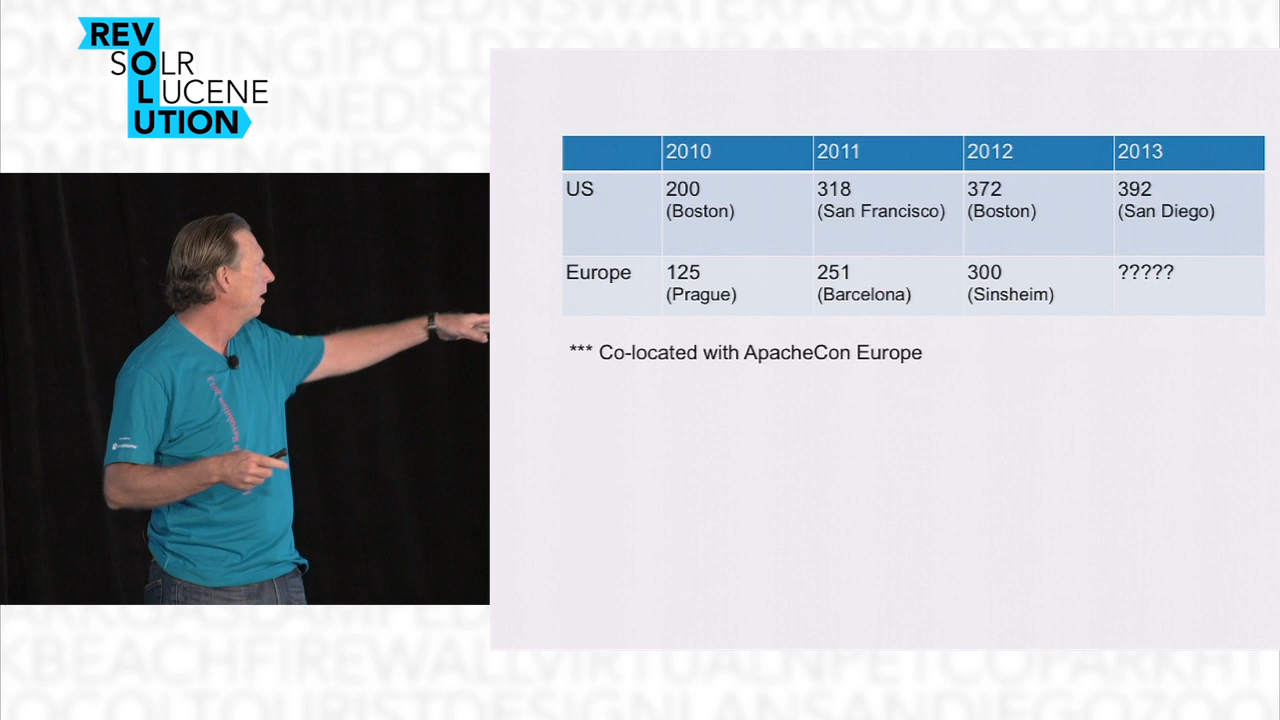 REV
SOLR
O
LUCENE
L
UTION
2010 2011 2012 2013
US 200 318 372 392
(Boston) (San Francisco) (Boston) (San Diego)
Europe 125 251 300 ?????
(Prague) (Barcelona) (Sinsheim)
*** Co-located with ApacheCon Europe